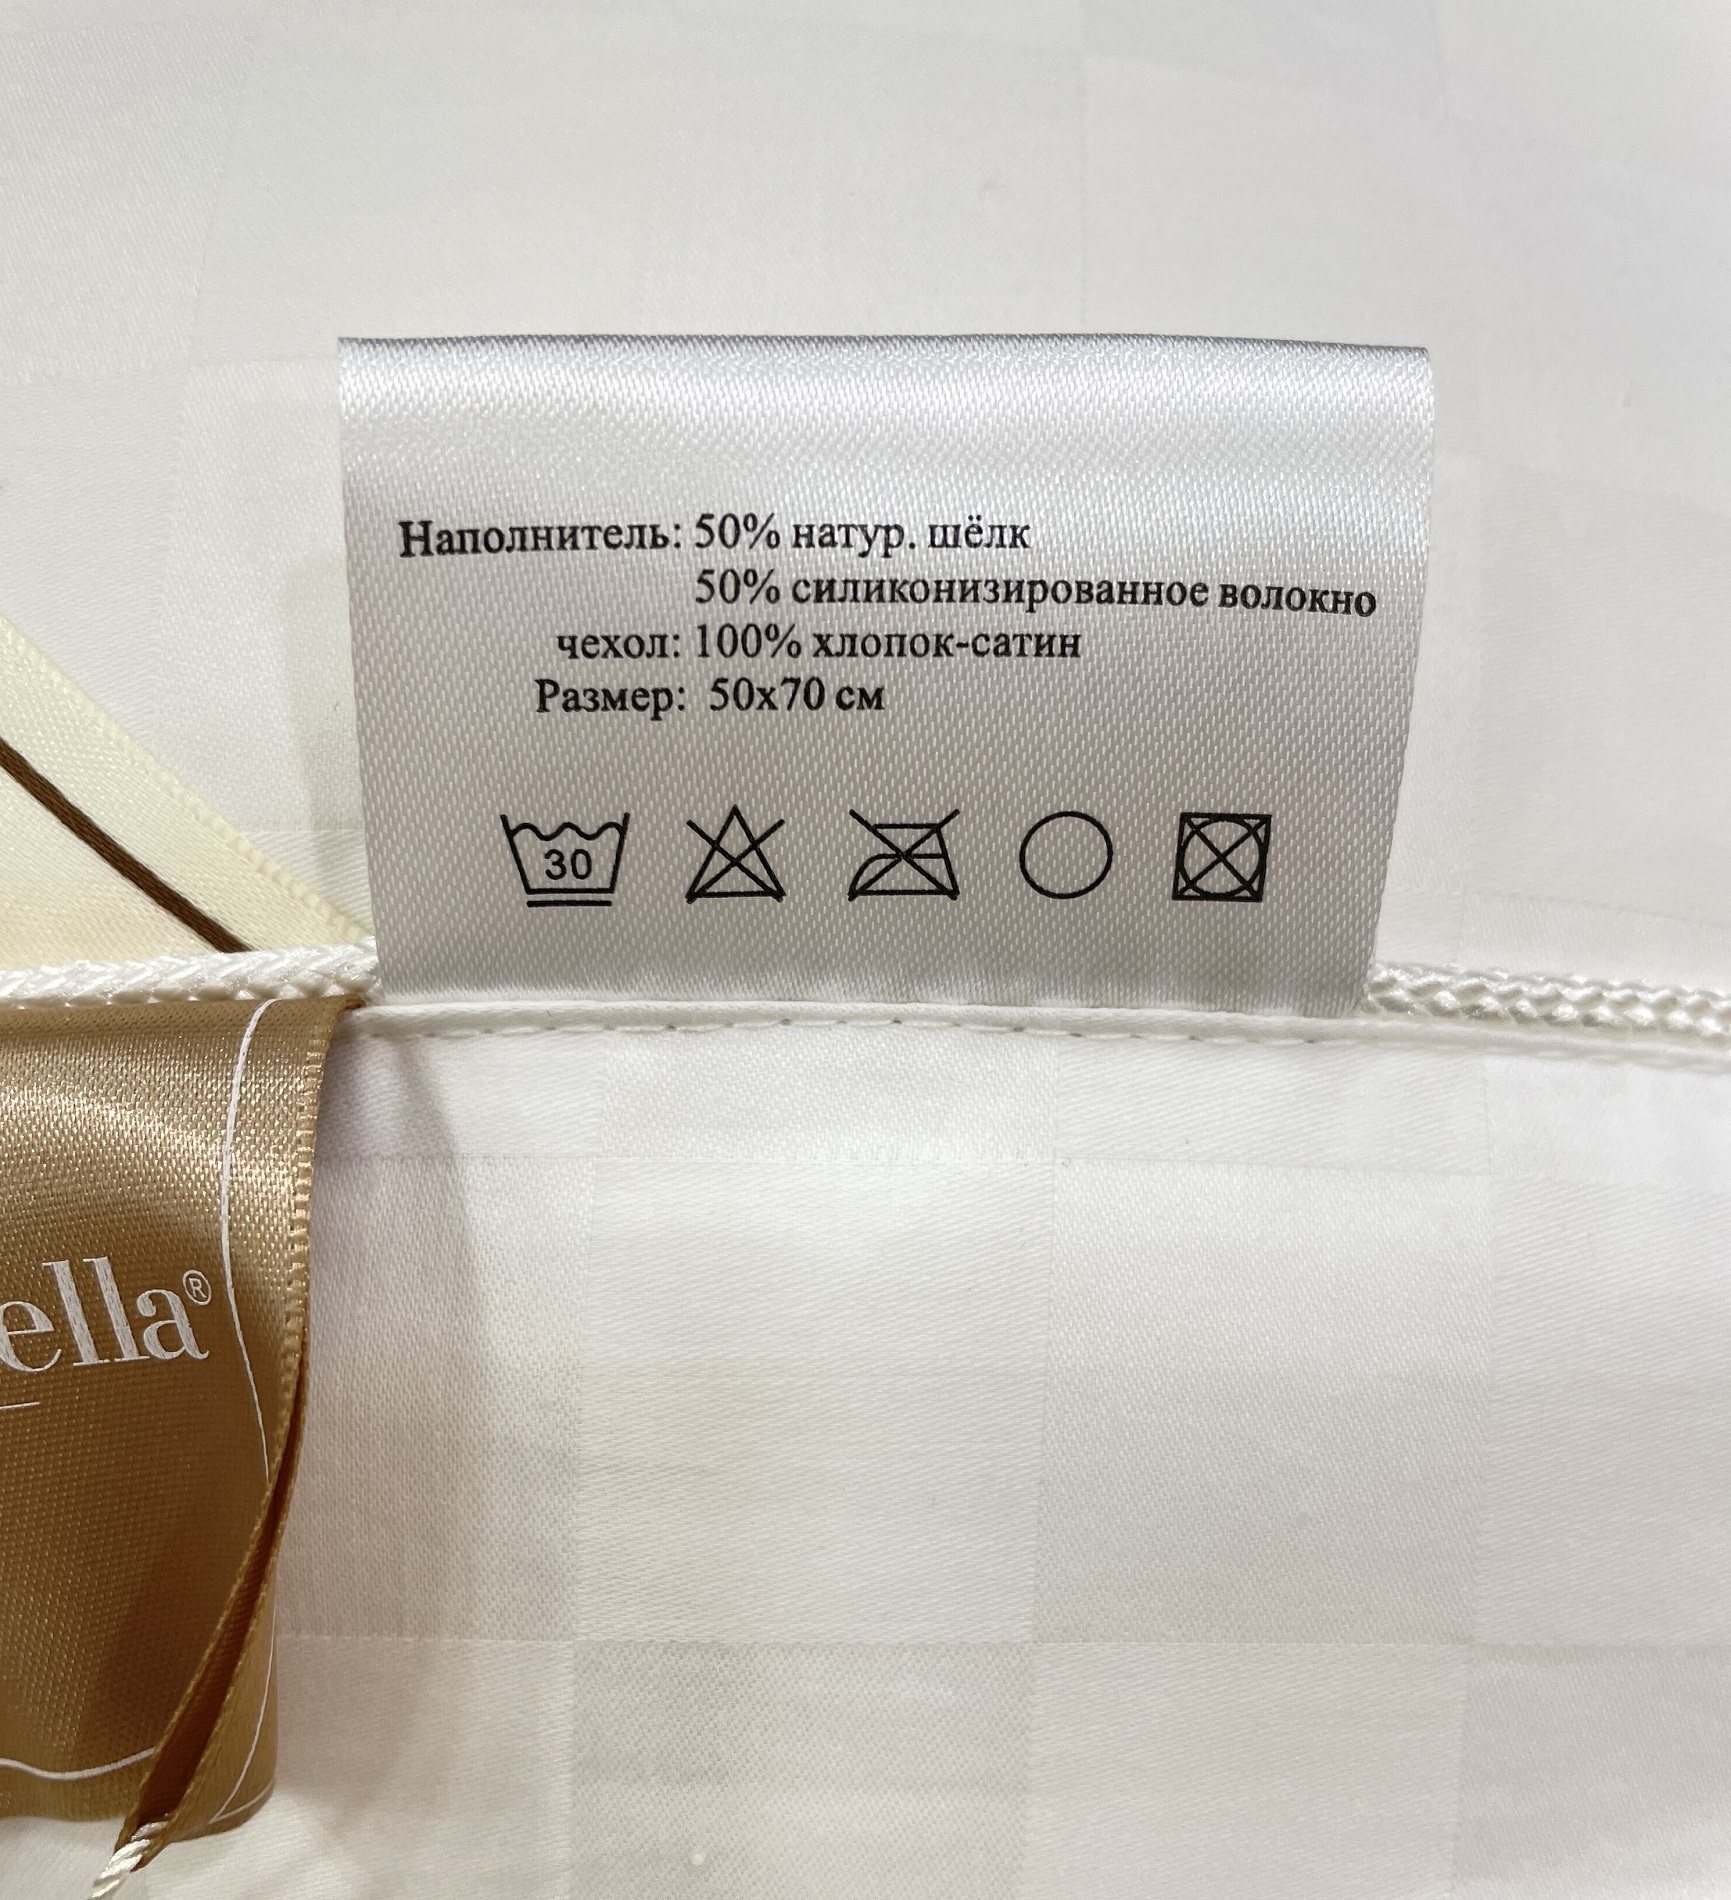 Наполнитель: 50% натур. шёлк
50% силиконизированное волокно
чехол: 100% хлопок-сатин
Размер: 50х70 см
30
ella®